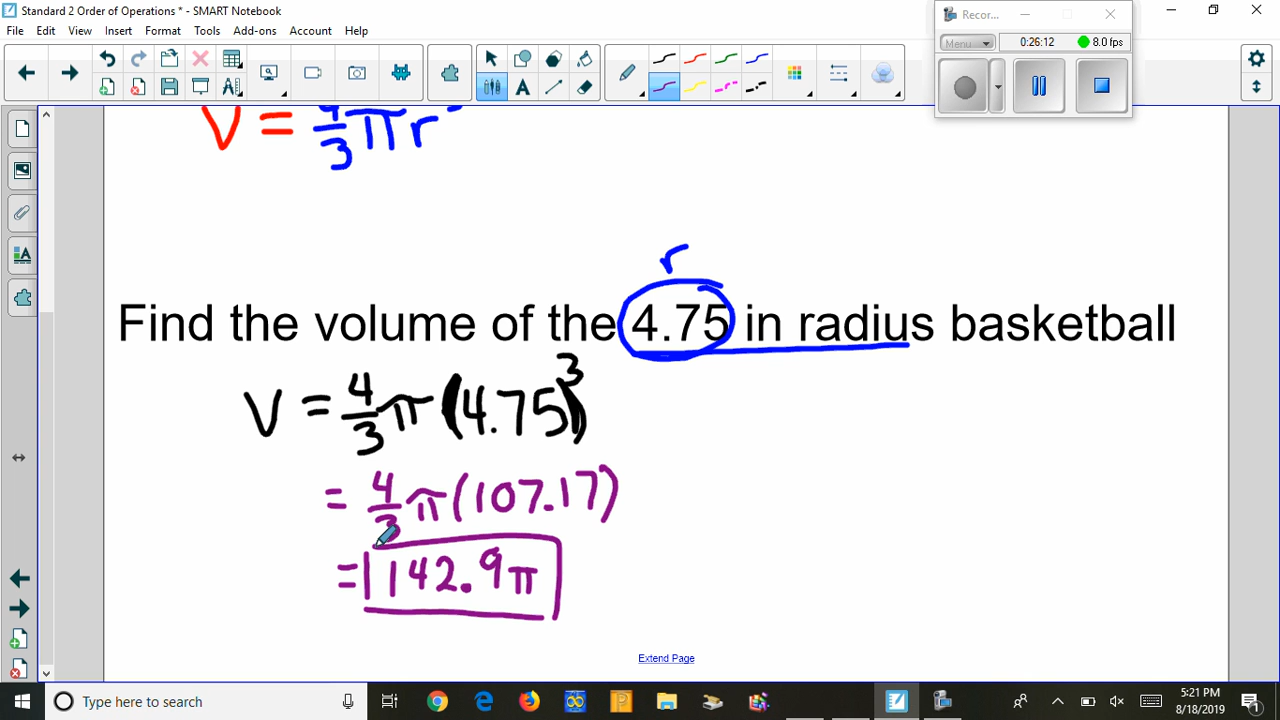 Standard 2 Order of Operations * - SMART Notebook
Recor...
File Edit View Insert Format Tools Add-ons Account Help
Menu
0:26:12
8.0 fps
V = 4/3 π r
r
Find the volume of the 4.75 in radius basketball
V = 4/3 π (4.75)³
= 4/3 π (107.17)
= 142.9π
Extend Page
Type here to search
5:21 PM
8/18/2019
1